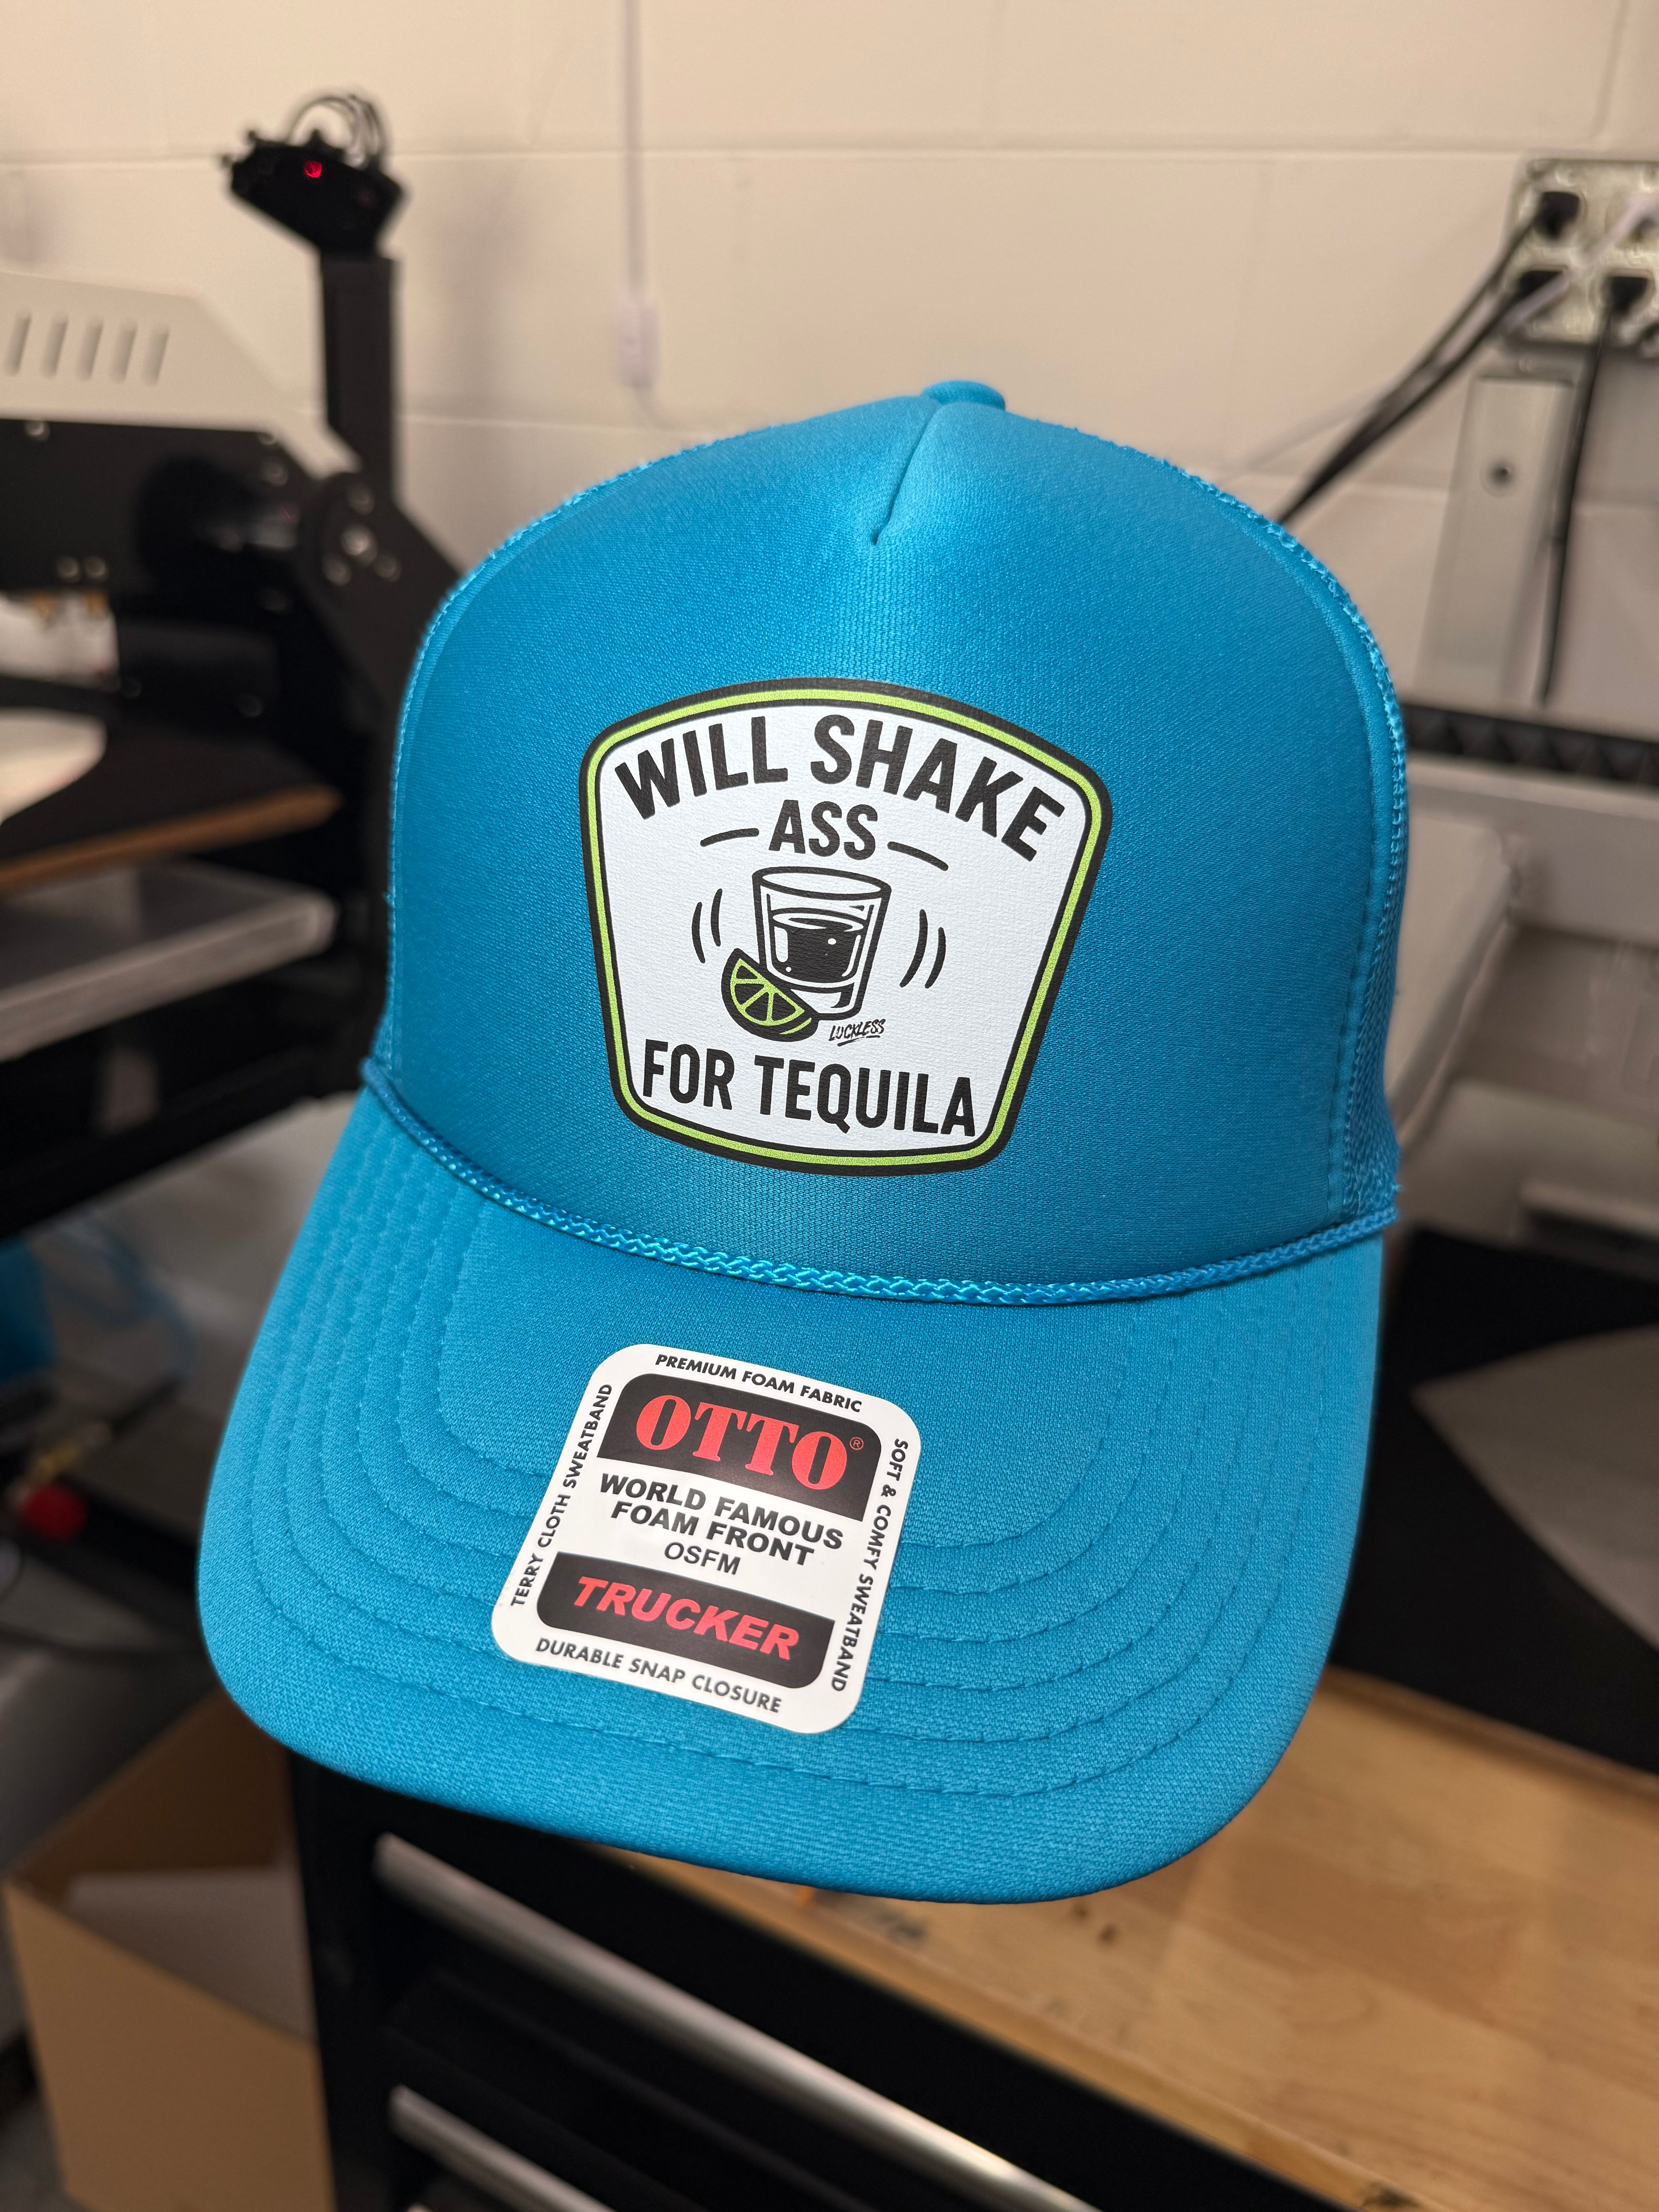 WILL SHAKE
ASS
LUCKLESS
FOR TEQUILA
PREMIUM FOAM FABRIC
TERRY CLOTH SWEATBAND
OTTO®
WORLD FAMOUS
FOAM FRONT
OSFM
TRUCKER
SOFT & COMFY SWEATBAND
DURABLE SNAP CLOSURE